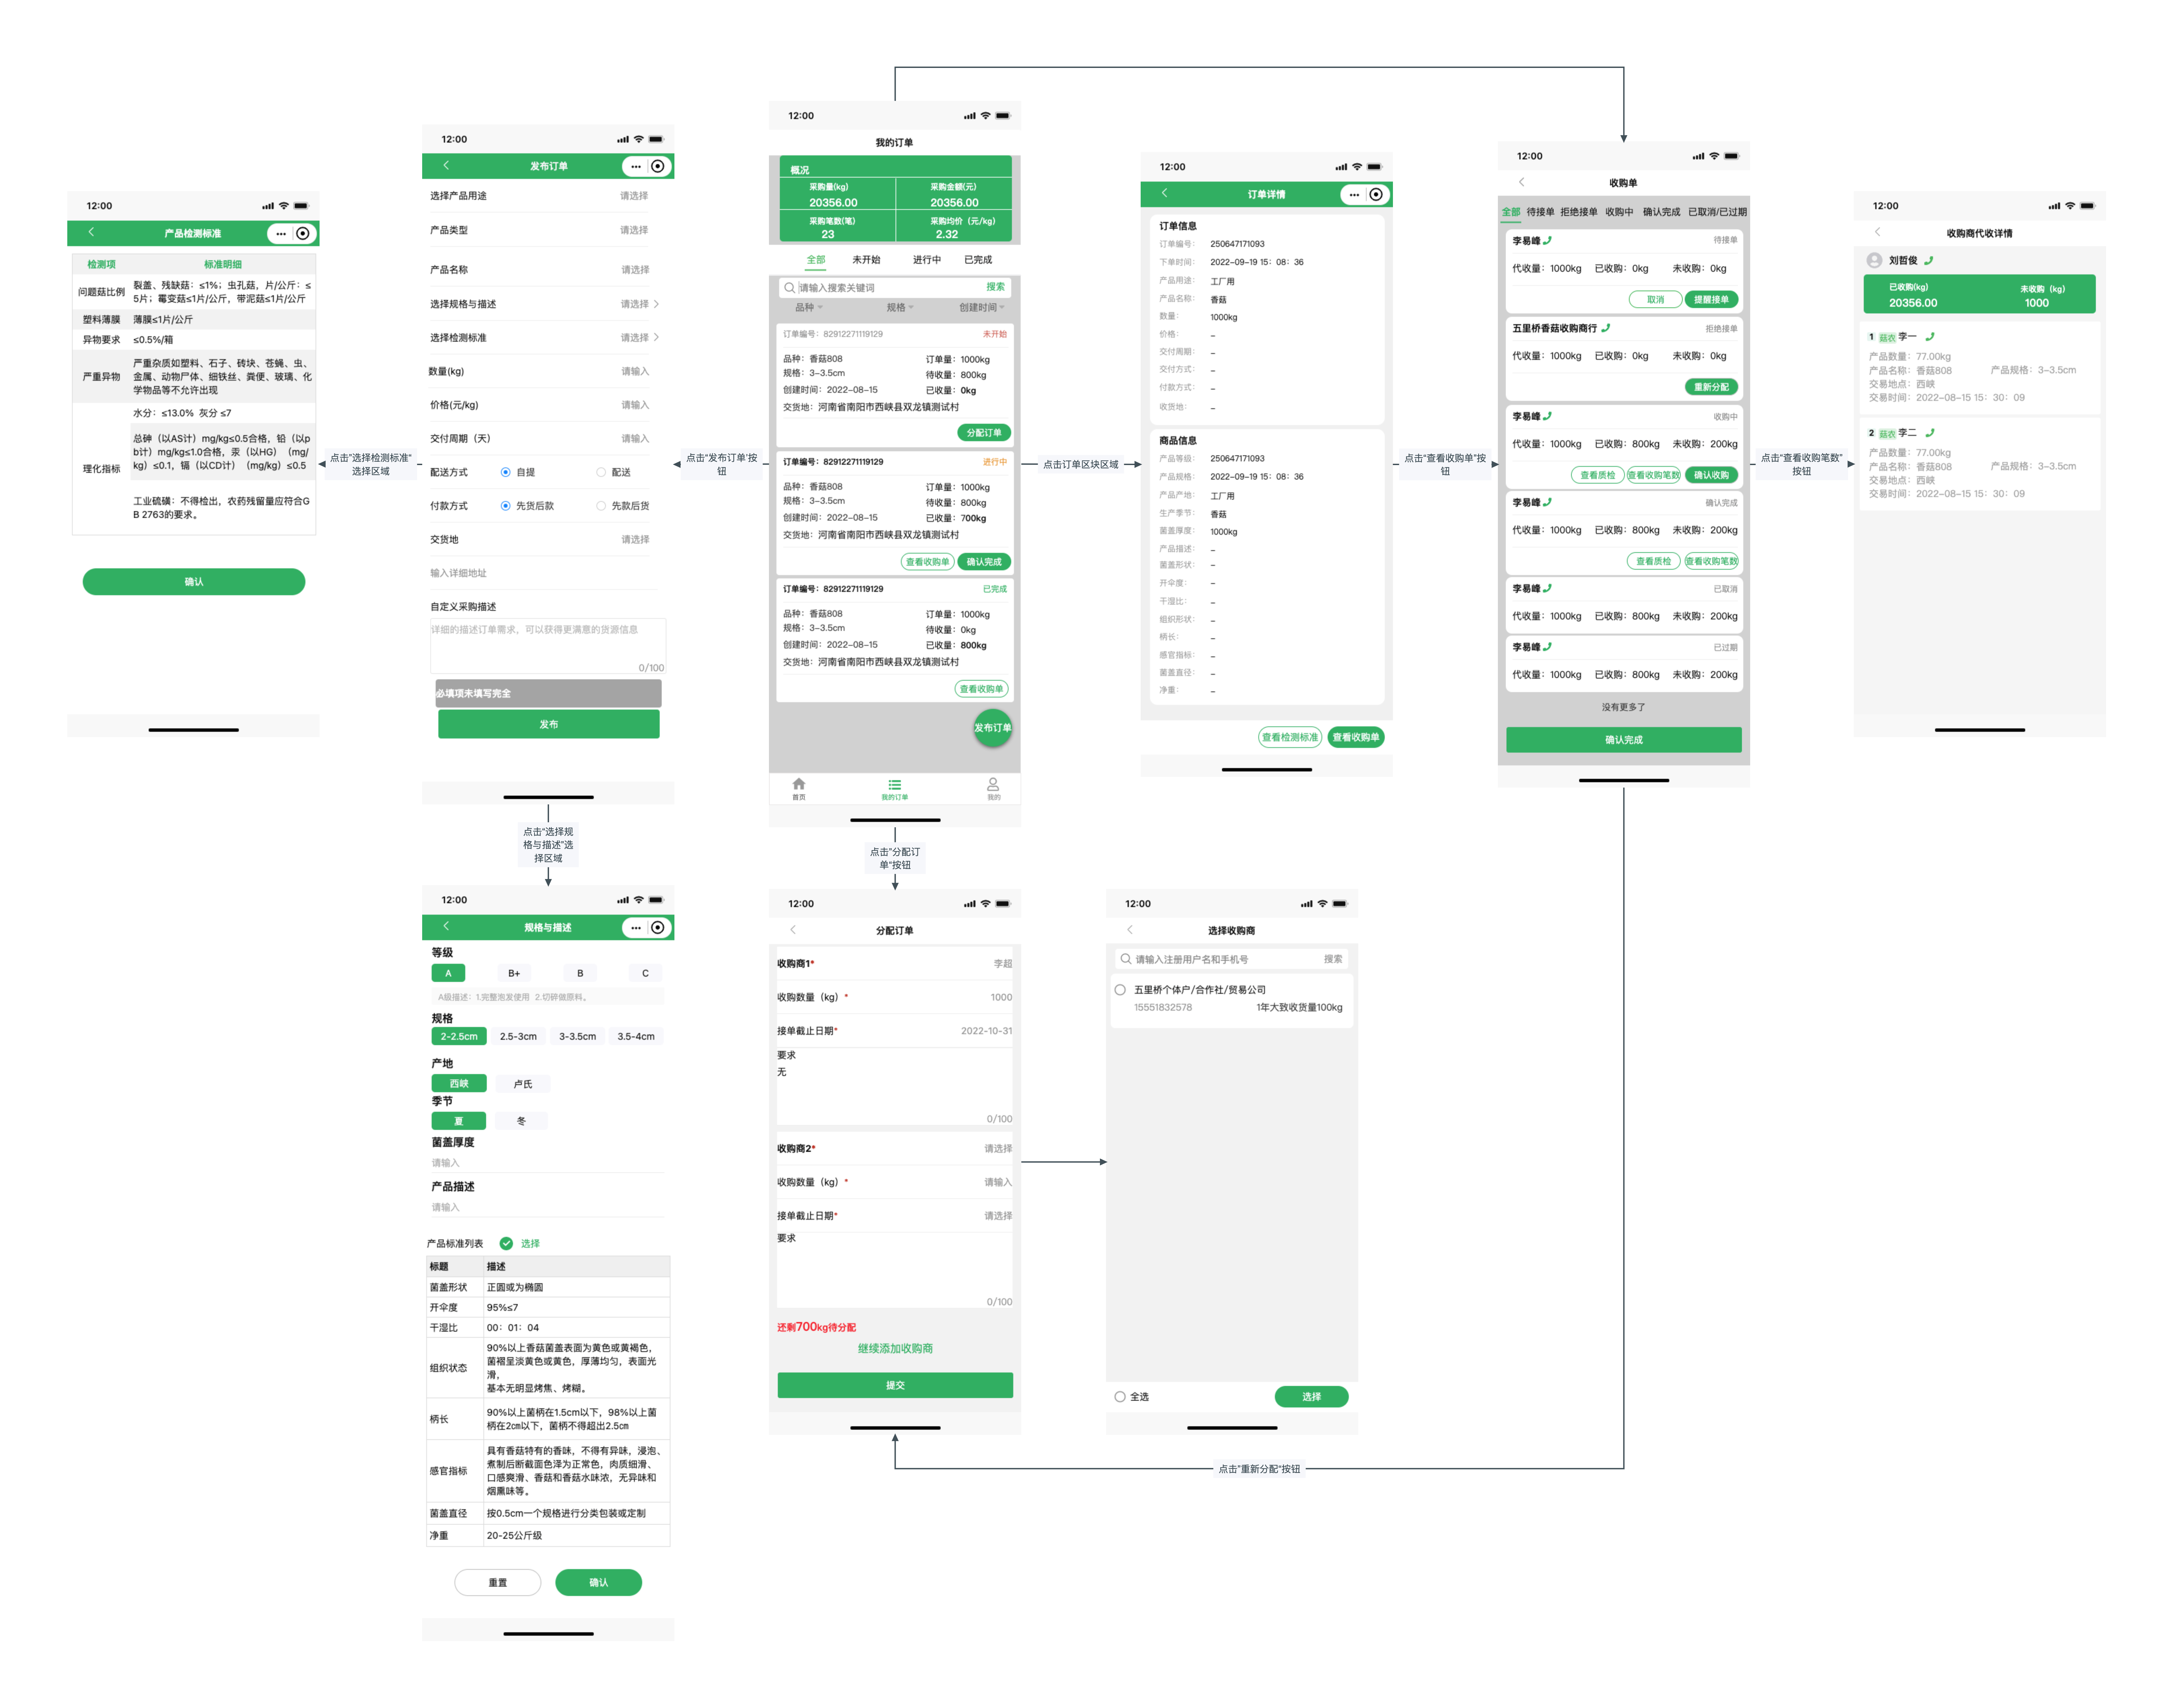 12:00
产品检测标准
检测项 标准明细
问题菇比例 裂盖、残缺菇：≤1%；虫孔菇，片/公斤：≤
5片；霉变菇≤1片/公斤，带泥菇≤1片/公斤
塑料薄膜 薄膜≤1片/公斤
异物要求 ≤0.5%/箱
严重异物 严重杂质如塑料、石子、砖块、苍蝇、虫、
金属、动物尸体、细铁丝、粪便、玻璃、化
学物品等不允许出现
理化指标
水分：≤13.0% 灰分 ≤7
总砷（以AS计）mg/kg≤0.5合格，铅（以p
b计）mg/kg≤1.0合格，汞（以HG）（mg/
kg）≤0.1，镉（以CD计）（mg/kg）≤0.5
工业硫磺：不得检出，农药残留量应符合G
B 2763的要求。
确认
点击“选择检测标准”
选择区域
12:00
发布订单
选择产品用途 请选择
产品类型 请选择
产品名称 请选择
选择规格与描述 请选择
选择检测标准 请选择
数量(kg) 请输入
价格(元/kg) 请输入
交付周期（天） 请输入
配送方式 自提 配送
付款方式 先货后款 先款后货
交货地 请选择
输入详细地址
自定义采购描述
详细的描述订单需求，可以获得更满意的货源信息
0/100
必填项未填写完全
发布
点击“选择规
格与描述”选
择区域
点击“发布订单”按
钮
12:00
我的订单
概况
采购量(kg) 采购金额(元)
20356.00 20356.00
采购笔数(笔) 采购均价（元/kg）
23 2.32
全部 未开始 进行中 已完成
请输入搜索关键词 搜索
品种 规格 创建时间
订单编号：82912271119129 未开始
品种：香菇808 订单量：1000kg
规格：3-3.5cm 待收量：800kg
创建时间：2022-08-15 已收量：0kg
交货地：河南省南阳市西峡县双龙镇测试村
分配订单
订单编号：82912271119129 进行中
品种：香菇808 订单量：1000kg
规格：3-3.5cm 待收量：800kg
创建时间：2022-08-15 已收量：700kg
交货地：河南省南阳市西峡县双龙镇测试村
查看收购单 确认完成
订单编号：82912271119129 已完成
品种：香菇808 订单量：1000kg
规格：3-3.5cm 待收量：0kg
创建时间：2022-08-15 已收量：800kg
交货地：河南省南阳市西峡县双龙镇测试村
查看收购单
发布订单
首页 我的订单 我的
点击“分配订
单”按钮
点击订单区块区域
12:00
订单详情
订单信息
订单编号： 250647171093
下单时间： 2022-09-19 15：08：36
产品用途： 工厂用
产品名称： 香菇
数量： 1000kg
价格： –
交付周期： –
交付方式： –
付款方式： –
收货地： –
商品信息
产品等级： 250647171093
产品规格： 2022-09-19 15：08：36
产品产地： 工厂用
生产季节： 香菇
菌盖厚度： 1000kg
产品描述： –
菌盖形状： –
开伞度： –
干湿比： –
组织形状： –
柄长： –
感官指标： –
菌盖直径： –
净重： –
查看检测标准 查看收购单
点击“查看收购单”按
钮
12:00
收购单
全部 待接单 拒绝接单 收购中 确认完成 已取消/已过期
李易峰 待接单
代收量：1000kg 已收购：0kg 未收购：0kg
取消 提醒接单
五里桥香菇收购商行 拒绝接单
代收量：1000kg 已收购：0kg 未收购：0kg
重新分配
李易峰 收购中
代收量：1000kg 已收购：800kg 未收购：200kg
查看质检 查看收购笔数 确认收购
李易峰 确认完成
代收量：1000kg 已收购：800kg 未收购：200kg
查看质检 查看收购笔数
李易峰 已取消
代收量：1000kg 已收购：800kg 未收购：200kg
李易峰 已过期
代收量：1000kg 已收购：800kg 未收购：200kg
没有更多了
确认完成
点击“查看收购笔数”
按钮
12:00
收购商代收详情
刘哲俊
已收购(kg) 未收购（kg）
20356.00 1000
1 菇农 李一
产品数量：77.00kg
产品名称：香菇808 产品规格：3-3.5cm
交易地点：西峡
交易时间：2022-08-15 15：30：09
2 菇农 李二
产品数量：77.00kg
产品名称：香菇808 产品规格：3-3.5cm
交易地点：西峡
交易时间：2022-08-15 15：30：09
12:00
规格与描述
等级
A B+ B C
A级描述：1.完整泡发使用 2.切碎做原料。
规格
2-2.5cm 2.5-3cm 3-3.5cm 3.5-4cm
产地
西峡 卢氏
季节
夏 冬
菌盖厚度
请输入
产品描述
请输入
产品标准列表 选择
标题 描述
菌盖形状 正圆或为椭圆
开伞度 95%≤7
干湿比 00：01：04
组织状态 90%以上香菇菌盖表面为黄色或黄褐色，
菌褶呈淡黄色或黄色，厚薄均匀，表面光
滑，
基本无明显烤焦、烤糊。
柄长 90%以上菌柄在1.5cm以下，98%以上菌
柄在2cm以下，菌柄不得超出2.5cm
感官指标 具有香菇特有的香味，不得有异味，浸泡、
煮制后断截面色泽为正常色，肉质细滑、
口感爽滑、香菇和香菇水味浓，无异味和
烟熏味等。
菌盖直径 按0.5cm一个规格进行分类包装或定制
净重 20-25公斤级
重置 确认
12:00
分配订单
收购商1* 李超
收购数量（kg）* 1000
接单截止日期* 2022-10-31
要求
无
0/100
收购商2* 请选择
收购数量（kg）* 请输入
接单截止日期* 请选择
要求
0/100
还剩700kg待分配
继续添加收购商
提交
12:00
选择收购商
请输入注册用户名和手机号 搜索
五里桥个体户/合作社/贸易公司
15551832578 1年大致收货量100kg
全选 选择
点击“重新分配”按钮